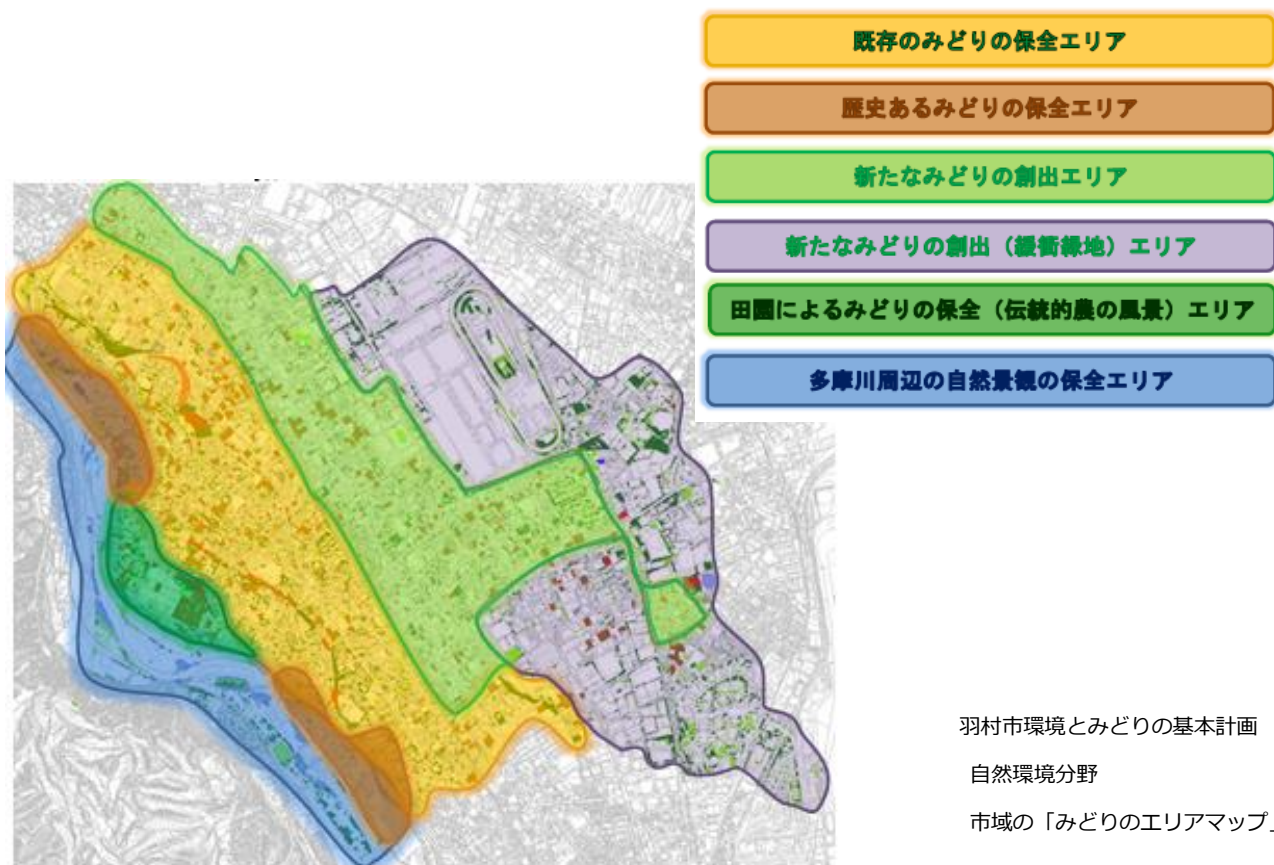 既存のみどりの保全エリア
歴史あるみどりの保全エリア
新たなみどりの創出エリア
新たなみどりの創出（緩衝緑地）エリア
田園によるみどりの保全（伝統的農の風景）エリア
多摩川周辺の自然景観の保全エリア
羽村市環境とみどりの基本計画
自然環境分野
市域の「みどりのエリアマップ」